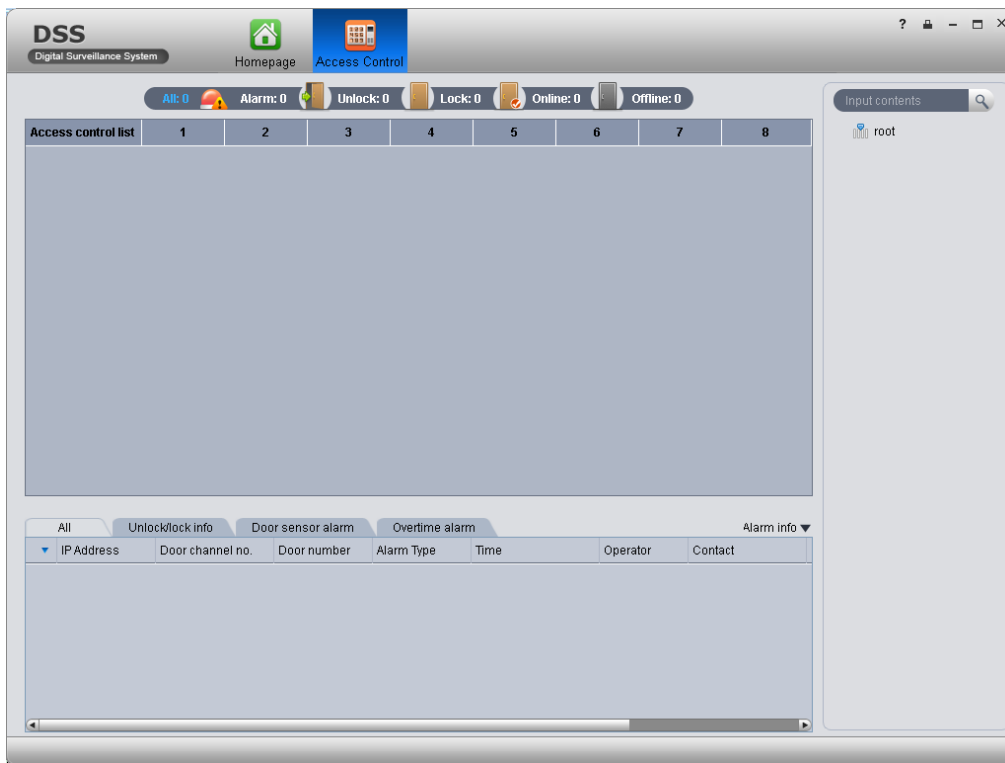 DSS
Digital Surveillance System
Homepage
Access Control
?
All: 0 Alarm: 0 Unlock: 0 Lock: 0 Online: 0 Offline: 0
Input contents
root
Access control list 1 2 3 4 5 6 7 8
All Unlock/lock info Door sensor alarm Overtime alarm Alarm info
IP Address Door channel no. Door number Alarm Type Time Operator Contact